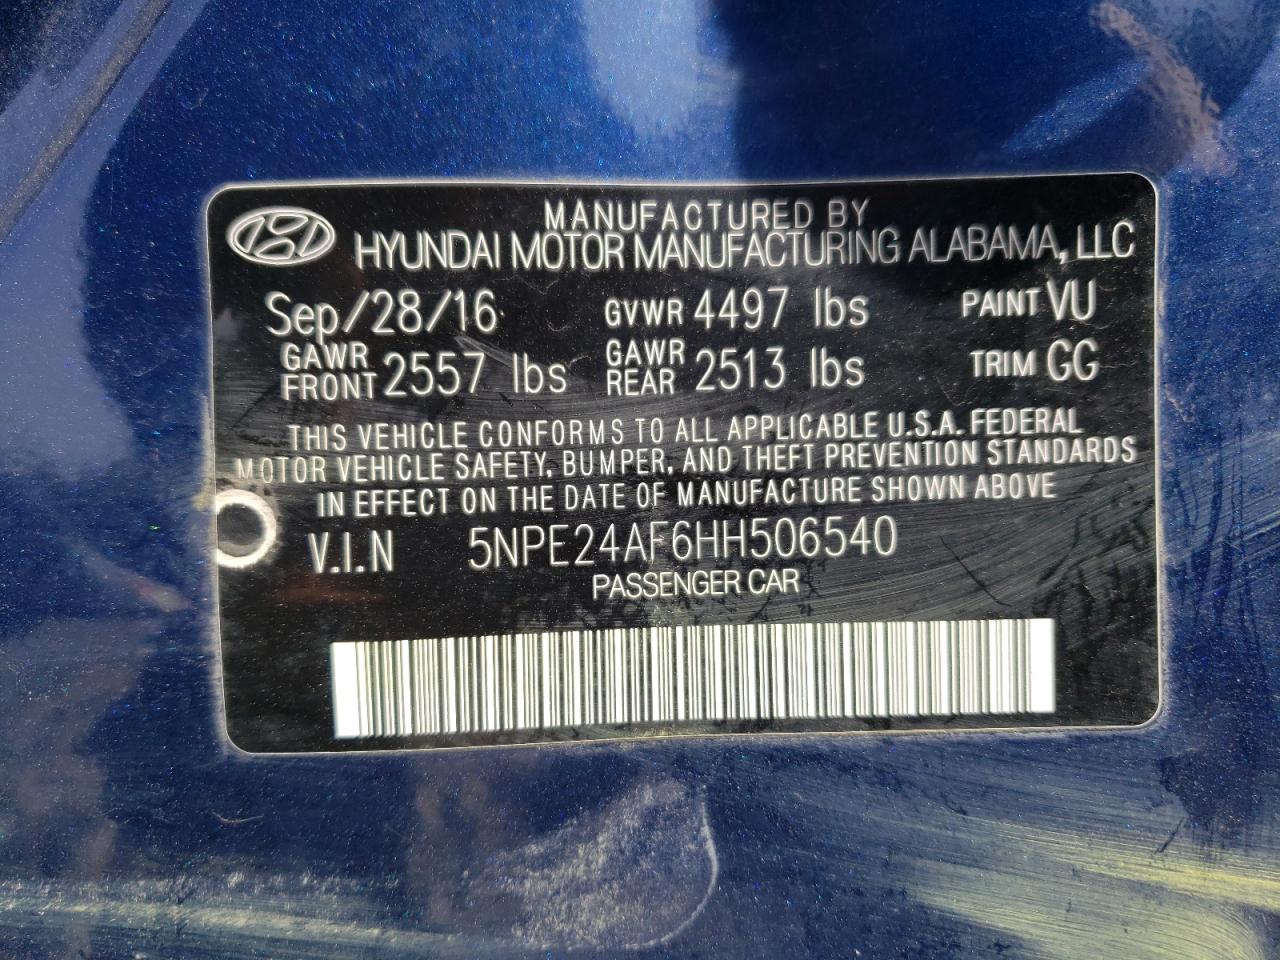 MANUFACTURED BY
HYUNDAI MOTOR MANUFACTURING ALABAMA, LLC
Sep/28/16 GVWR 4497 lbs PAINT VU
GAWR FRONT 2557 lbs GAWR REAR 2513 lbs TRIM GG
THIS VEHICLE CONFORMS TO ALL APPLICABLE U.S.A. FEDERAL
MOTOR VEHICLE SAFETY, BUMPER, AND THEFT PREVENTION STANDARDS
IN EFFECT ON THE DATE OF MANUFACTURE SHOWN ABOVE
V.I.N 5NPE24AF6HH506540
PASSENGER CAR